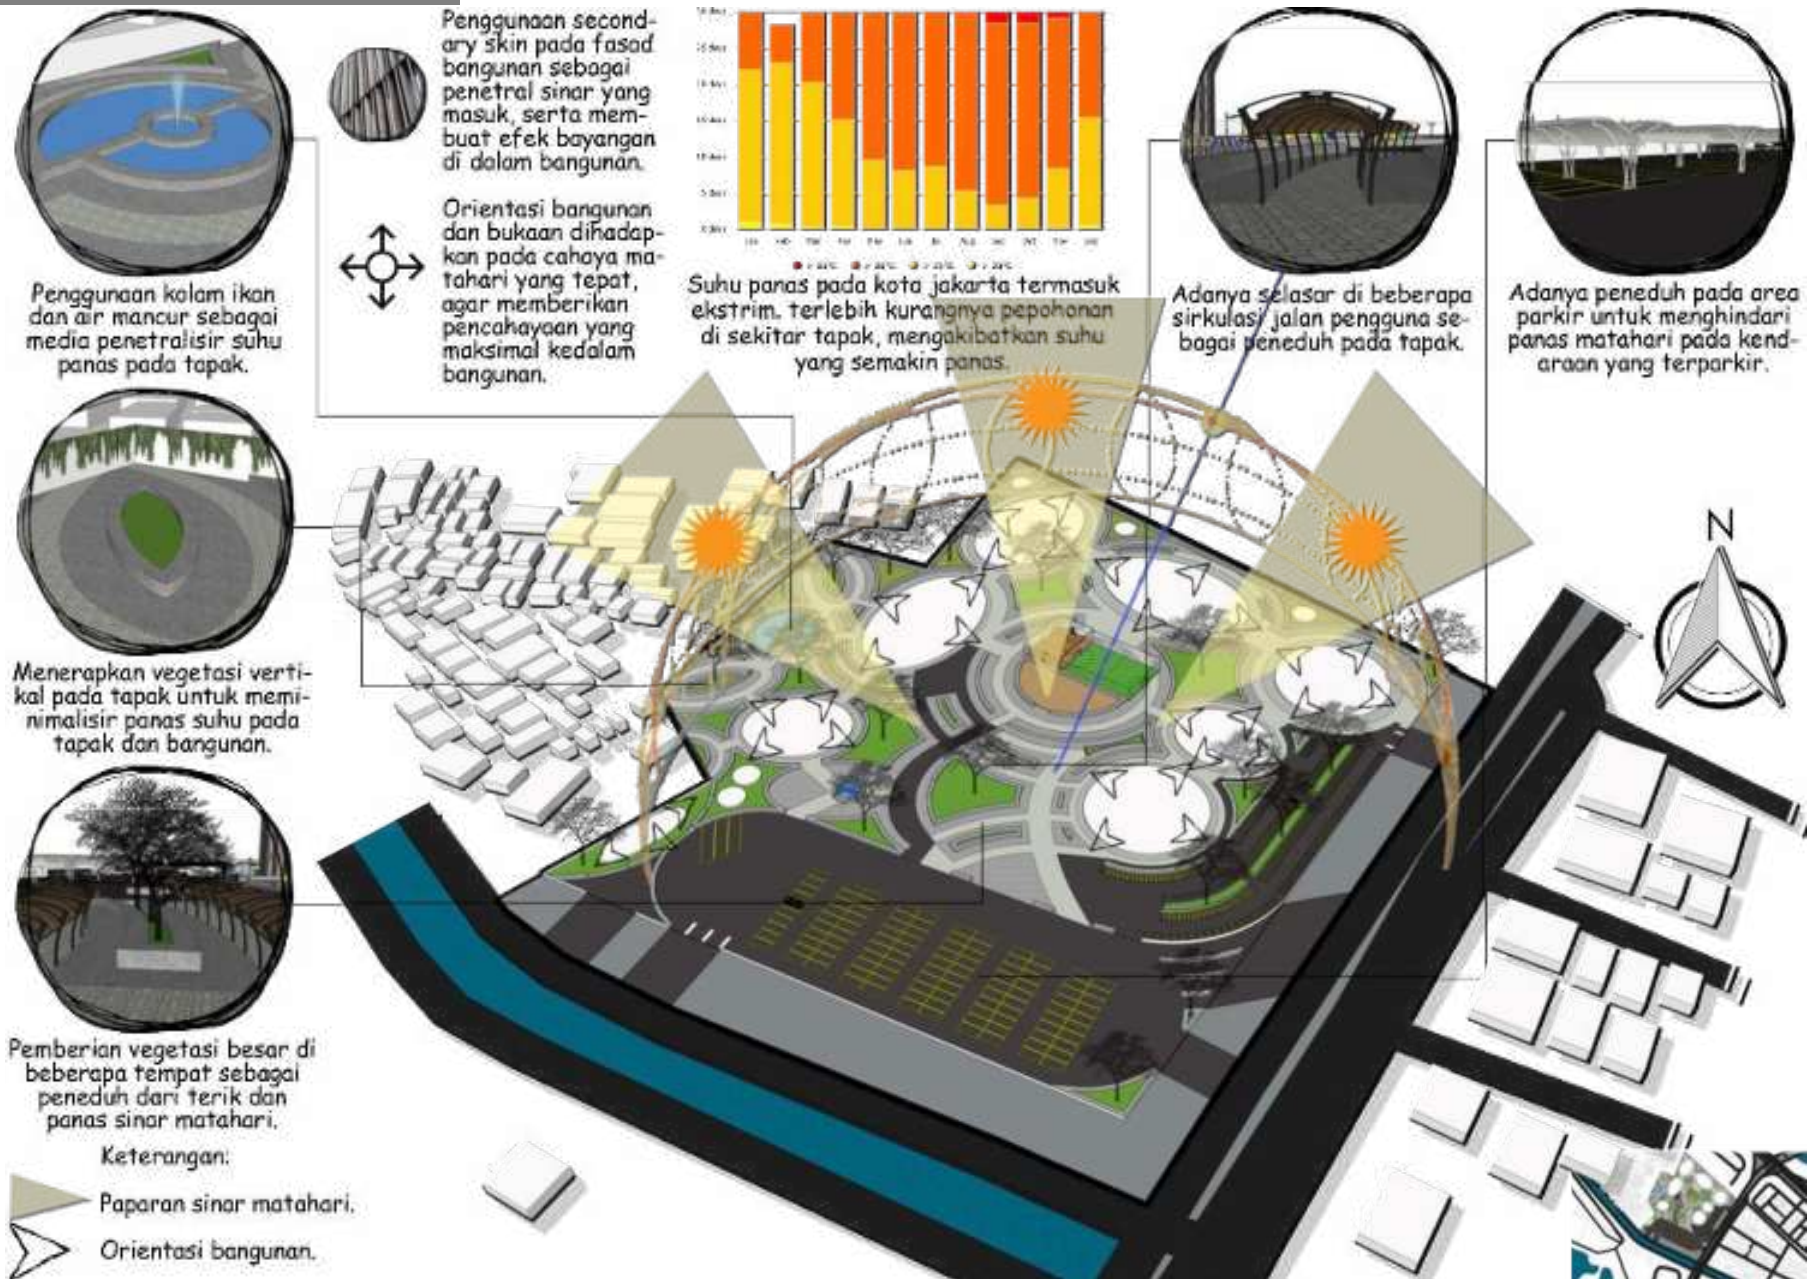 Penggunaan second-
ary skin pada fasad
bangunan sebagai
penetral sinar yang
masuk, serta mem-
buat efek bayangan
di dalam bangunan.
Orientasi bangunan
dan bukaan dihadap-
kan pada cahaya ma-
tahari yang tepat,
agar memberikan
pencahayaan yang
maksimal kedalam
bangunan.
Suhu panas pada kota jakarta termasuk
ekstrim. terlebih kurangnya pepohonan
di sekitar tapak, mengakibatkan suhu
yang semakin panas.
Adanya selasar di beberapa
sirkulasi jalan pengguna se-
bagai peneduh pada tapak.
Adanya peneduh pada area
parkir untuk menghindari
panas matahari pada kend-
araan yang terparkir.
Penggunaan kolam ikan
dan air mancur sebagai
media penetralisir suhu
panas pada tapak.
Menerapkan vegetasi verti-
kal pada tapak untuk memi-
nimalisir panas suhu pada
tapak dan bangunan.
Pemberian vegetasi besar di
beberapa tempat sebagai
peneduh dari terik dan
panas sinar matahari.
N
Keterangan:
Paparan sinar matahari.
Orientasi bangunan.